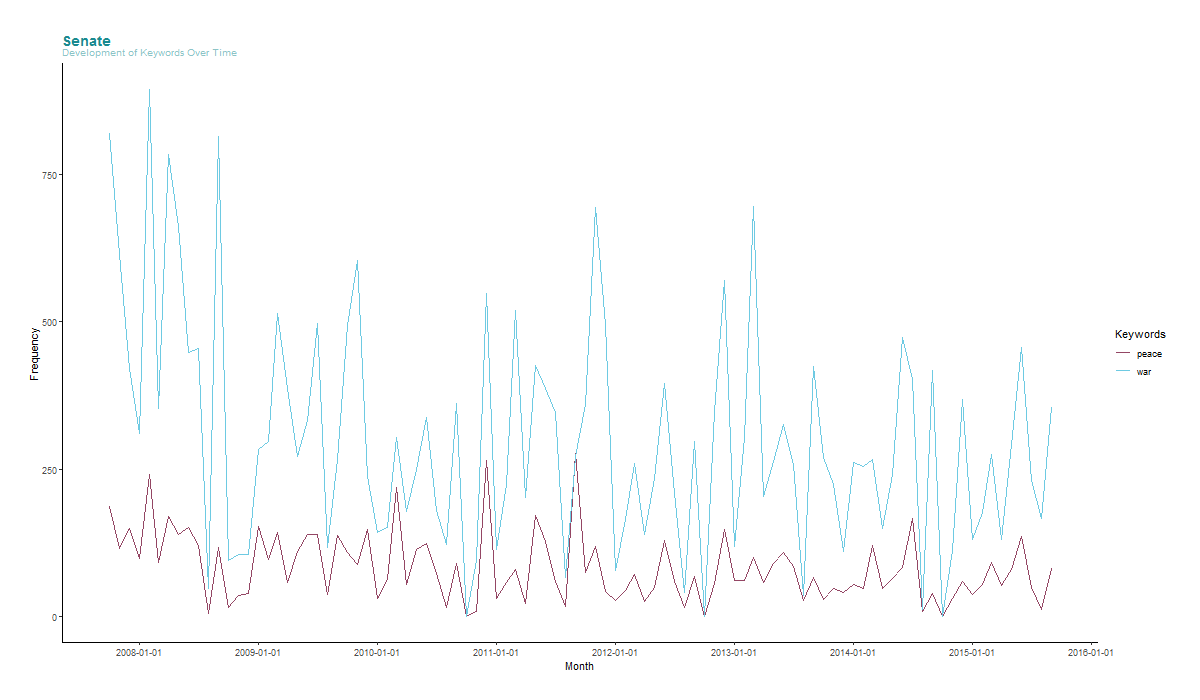 Senate
Development of Keywords Over Time
Frequency
750
500
250
0
2008-01-01
2009-01-01
2010-01-01
2011-01-01
2012-01-01
2013-01-01
2014-01-01
2015-01-01
2016-01-01
Month
Keywords
peace
war